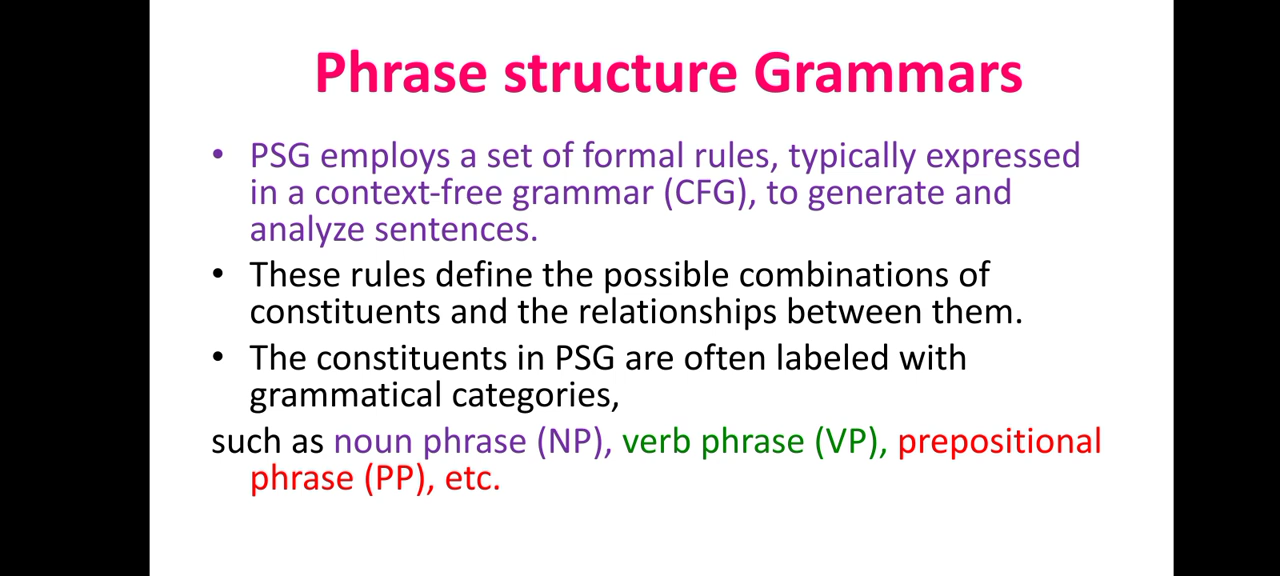 Phrase structure Grammars
• PSG employs a set of formal rules, typically expressed
in a context-free grammar (CFG), to generate and
analyze sentences.
• These rules define the possible combinations of
constituents and the relationships between them.
• The constituents in PSG are often labeled with
grammatical categories,
such as noun phrase (NP), verb phrase (VP), prepositional
phrase (PP), etc.